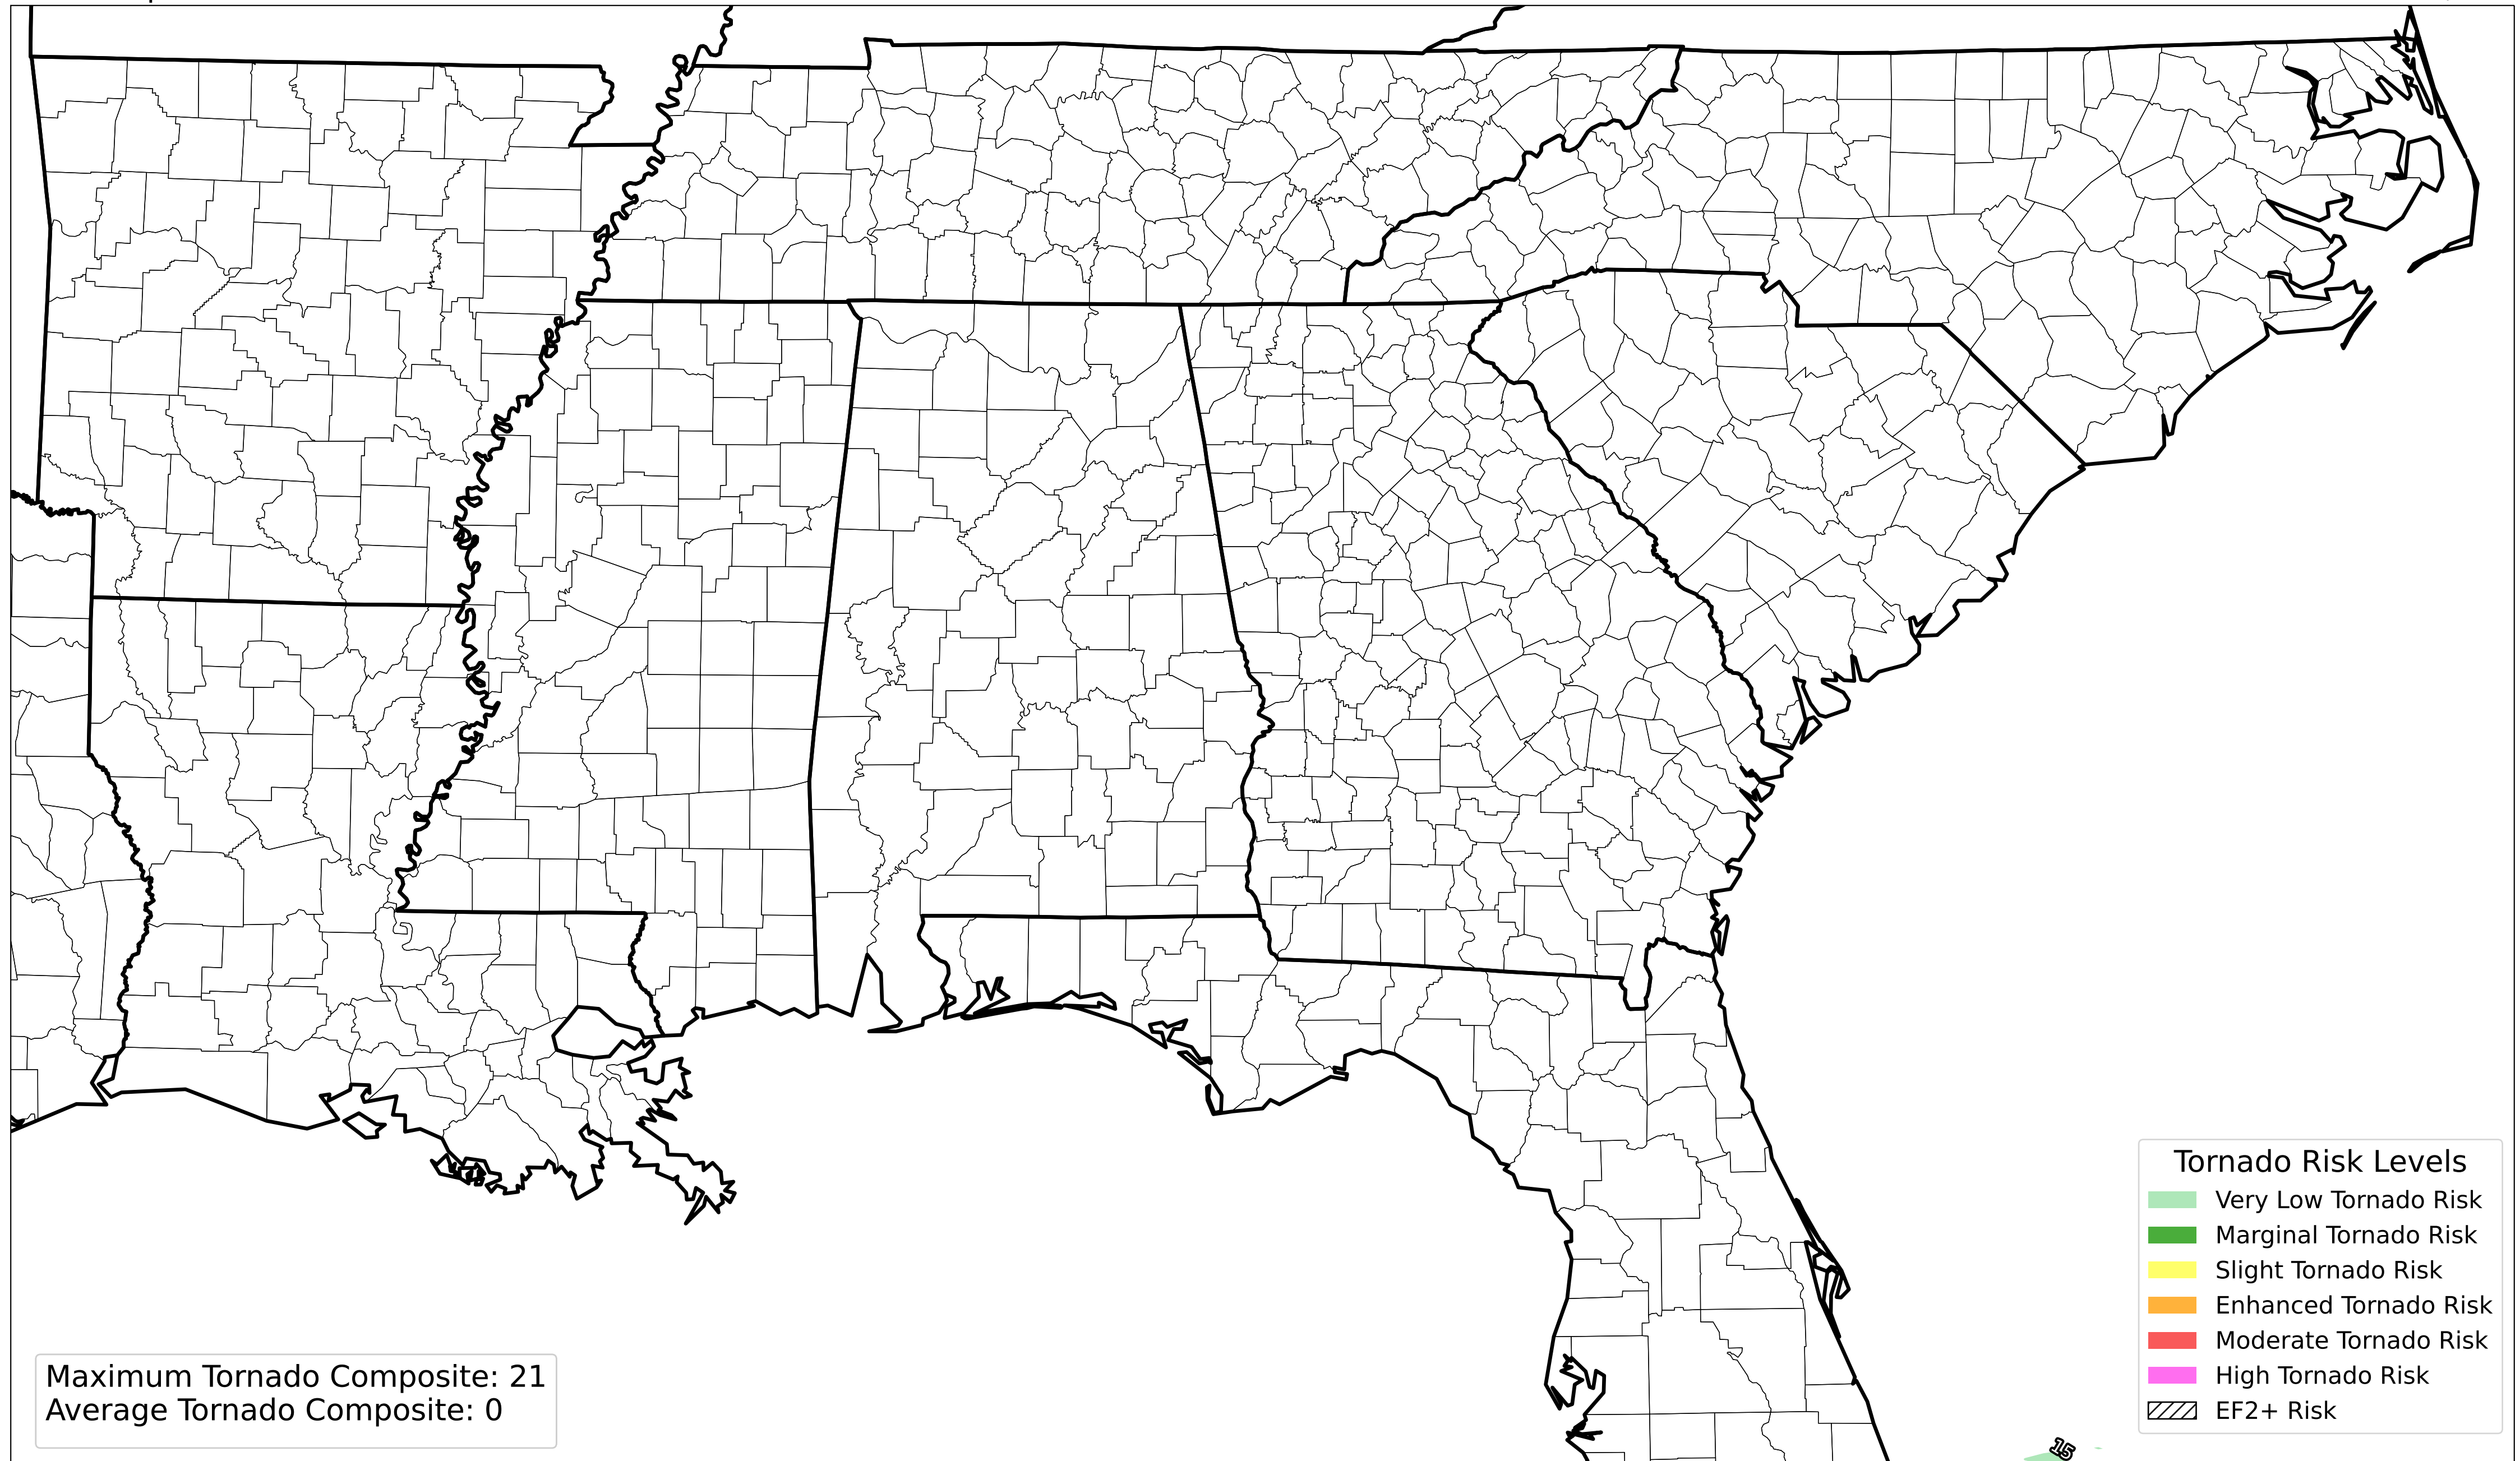 Tornado Risk Levels
Very Low Tornado Risk
Marginal Tornado Risk
Slight Tornado Risk
Enhanced Tornado Risk
Moderate Tornado Risk
High Tornado Risk
EF2+ Risk
Maximum Tornado Composite: 21
Average Tornado Composite: 0
15